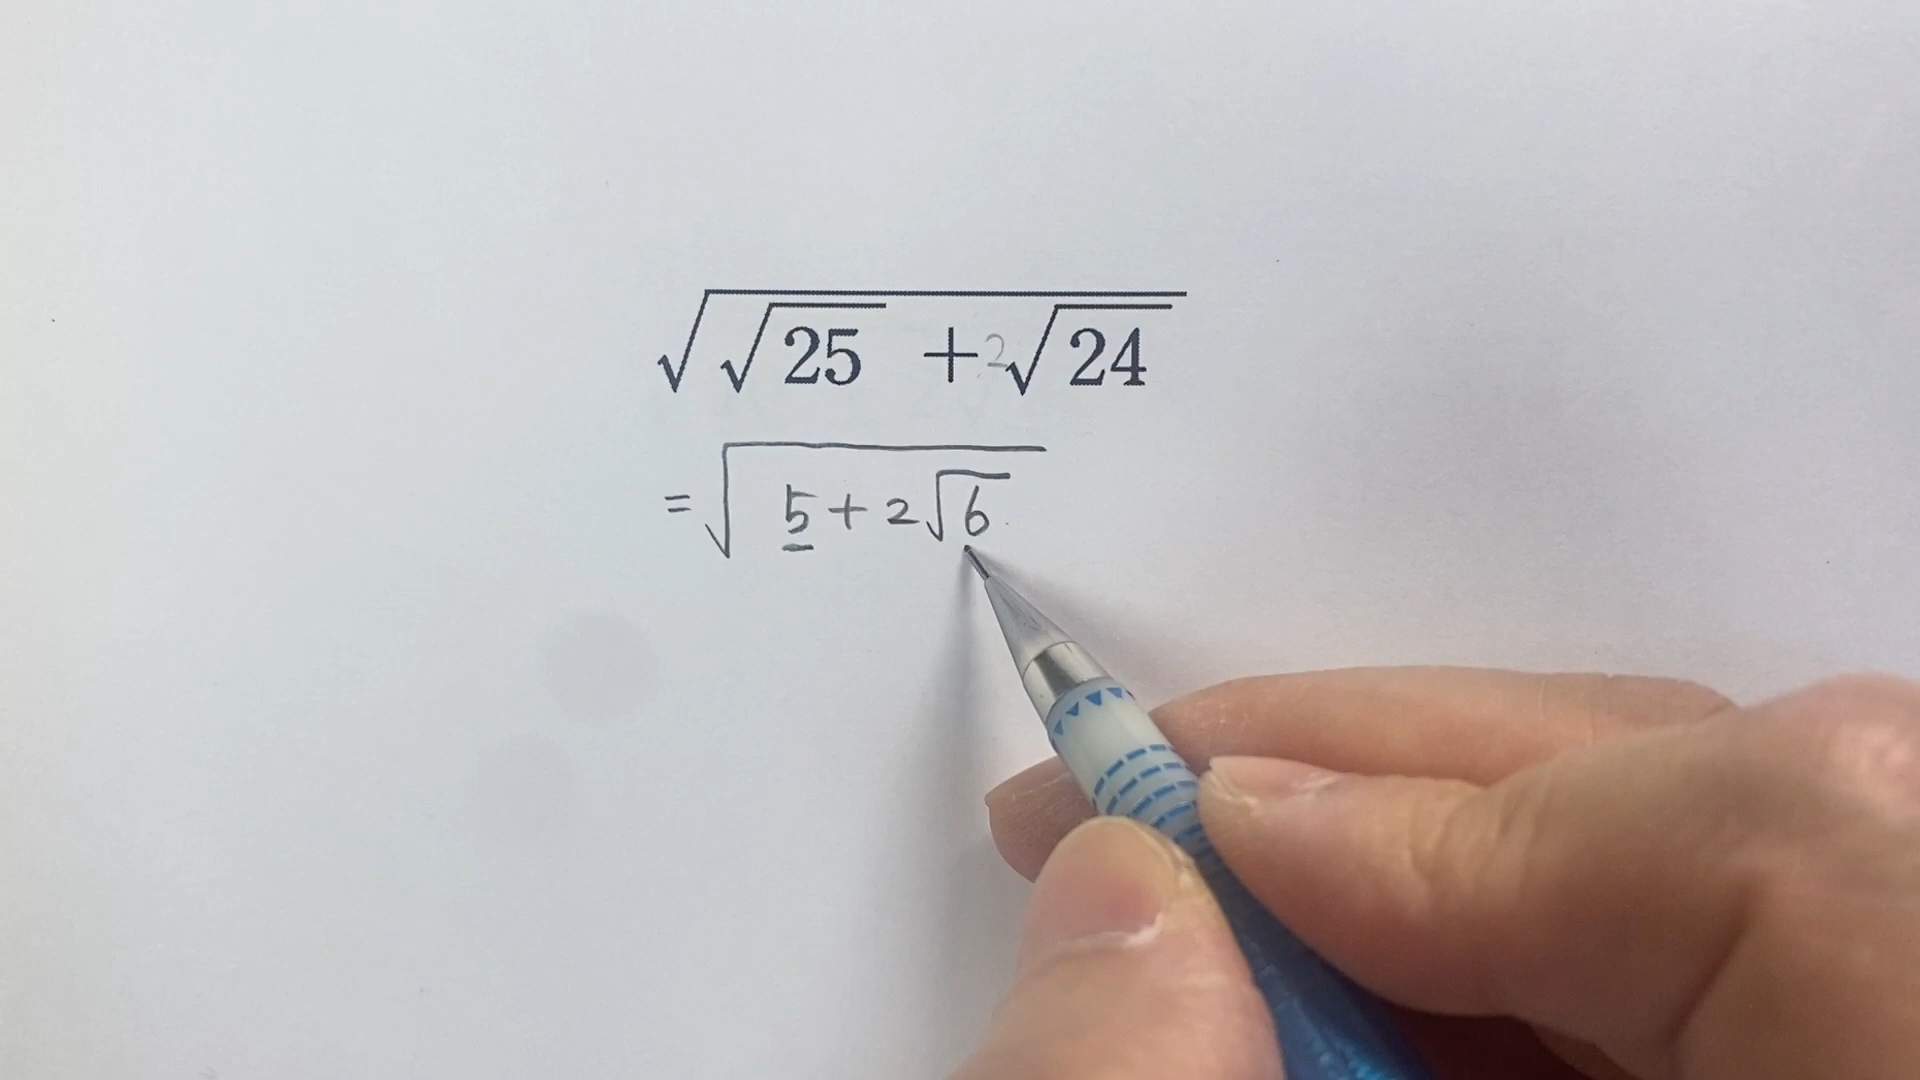 √(√25 + 2√24)
= √(5 + 2√6)